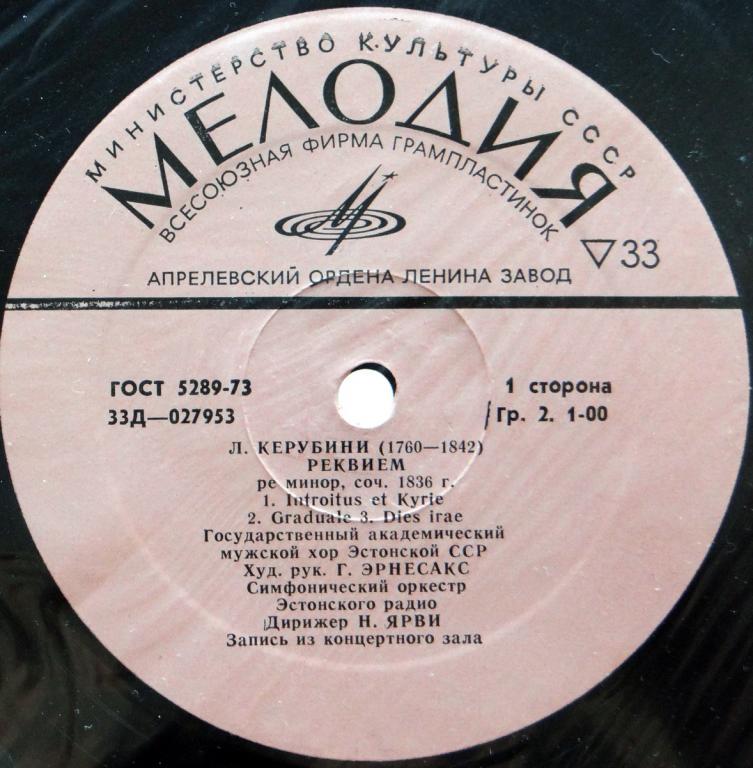 МИНИСТЕРСТВО КУЛЬТУРЫ СССР
МЕЛОДИЯ
ВСЕСОЮЗНАЯ ФИРМА ГРАМПЛАСТИНОК
▽33
АПРЕЛЕВСКИЙ ОРДЕНА ЛЕНИНА ЗАВОД
ГОСТ 5289-73
1 сторона
33Д—027953
Гр. 2. 1-00
Л. КЕРУБИНИ (1760—1842)
РЕКВИЕМ
ре минор, соч. 1836 г.
1. Introitus et Kyrie
2. Graduale 3. Dies irae
Государственный академический
мужской хор Эстонской ССР
Худ. рук. Г. ЭРНЕСАКС
Симфонический оркестр
Эстонского радио
Дирижер Н. ЯРВИ
Запись из концертного зала